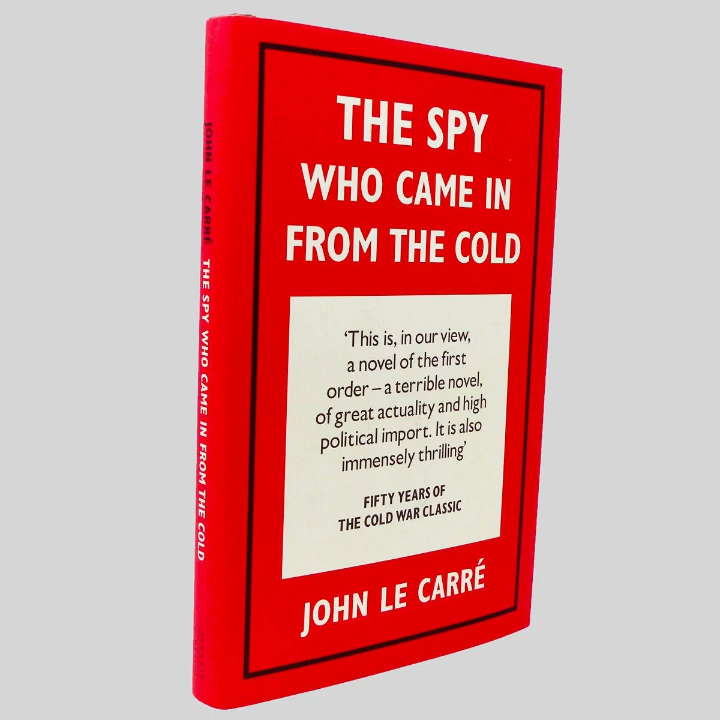 JOHN LE CARRÉ THE SPY WHO CAME IN FROM THE COLD
THE SPY
WHO CAME IN
FROM THE COLD
‘This is, in our view,
a novel of the first
order – a terrible novel,
of great actuality and high
political import. It is also
immensely thrilling’
FIFTY YEARS OF
THE COLD WAR CLASSIC
JOHN LE CARRÉ